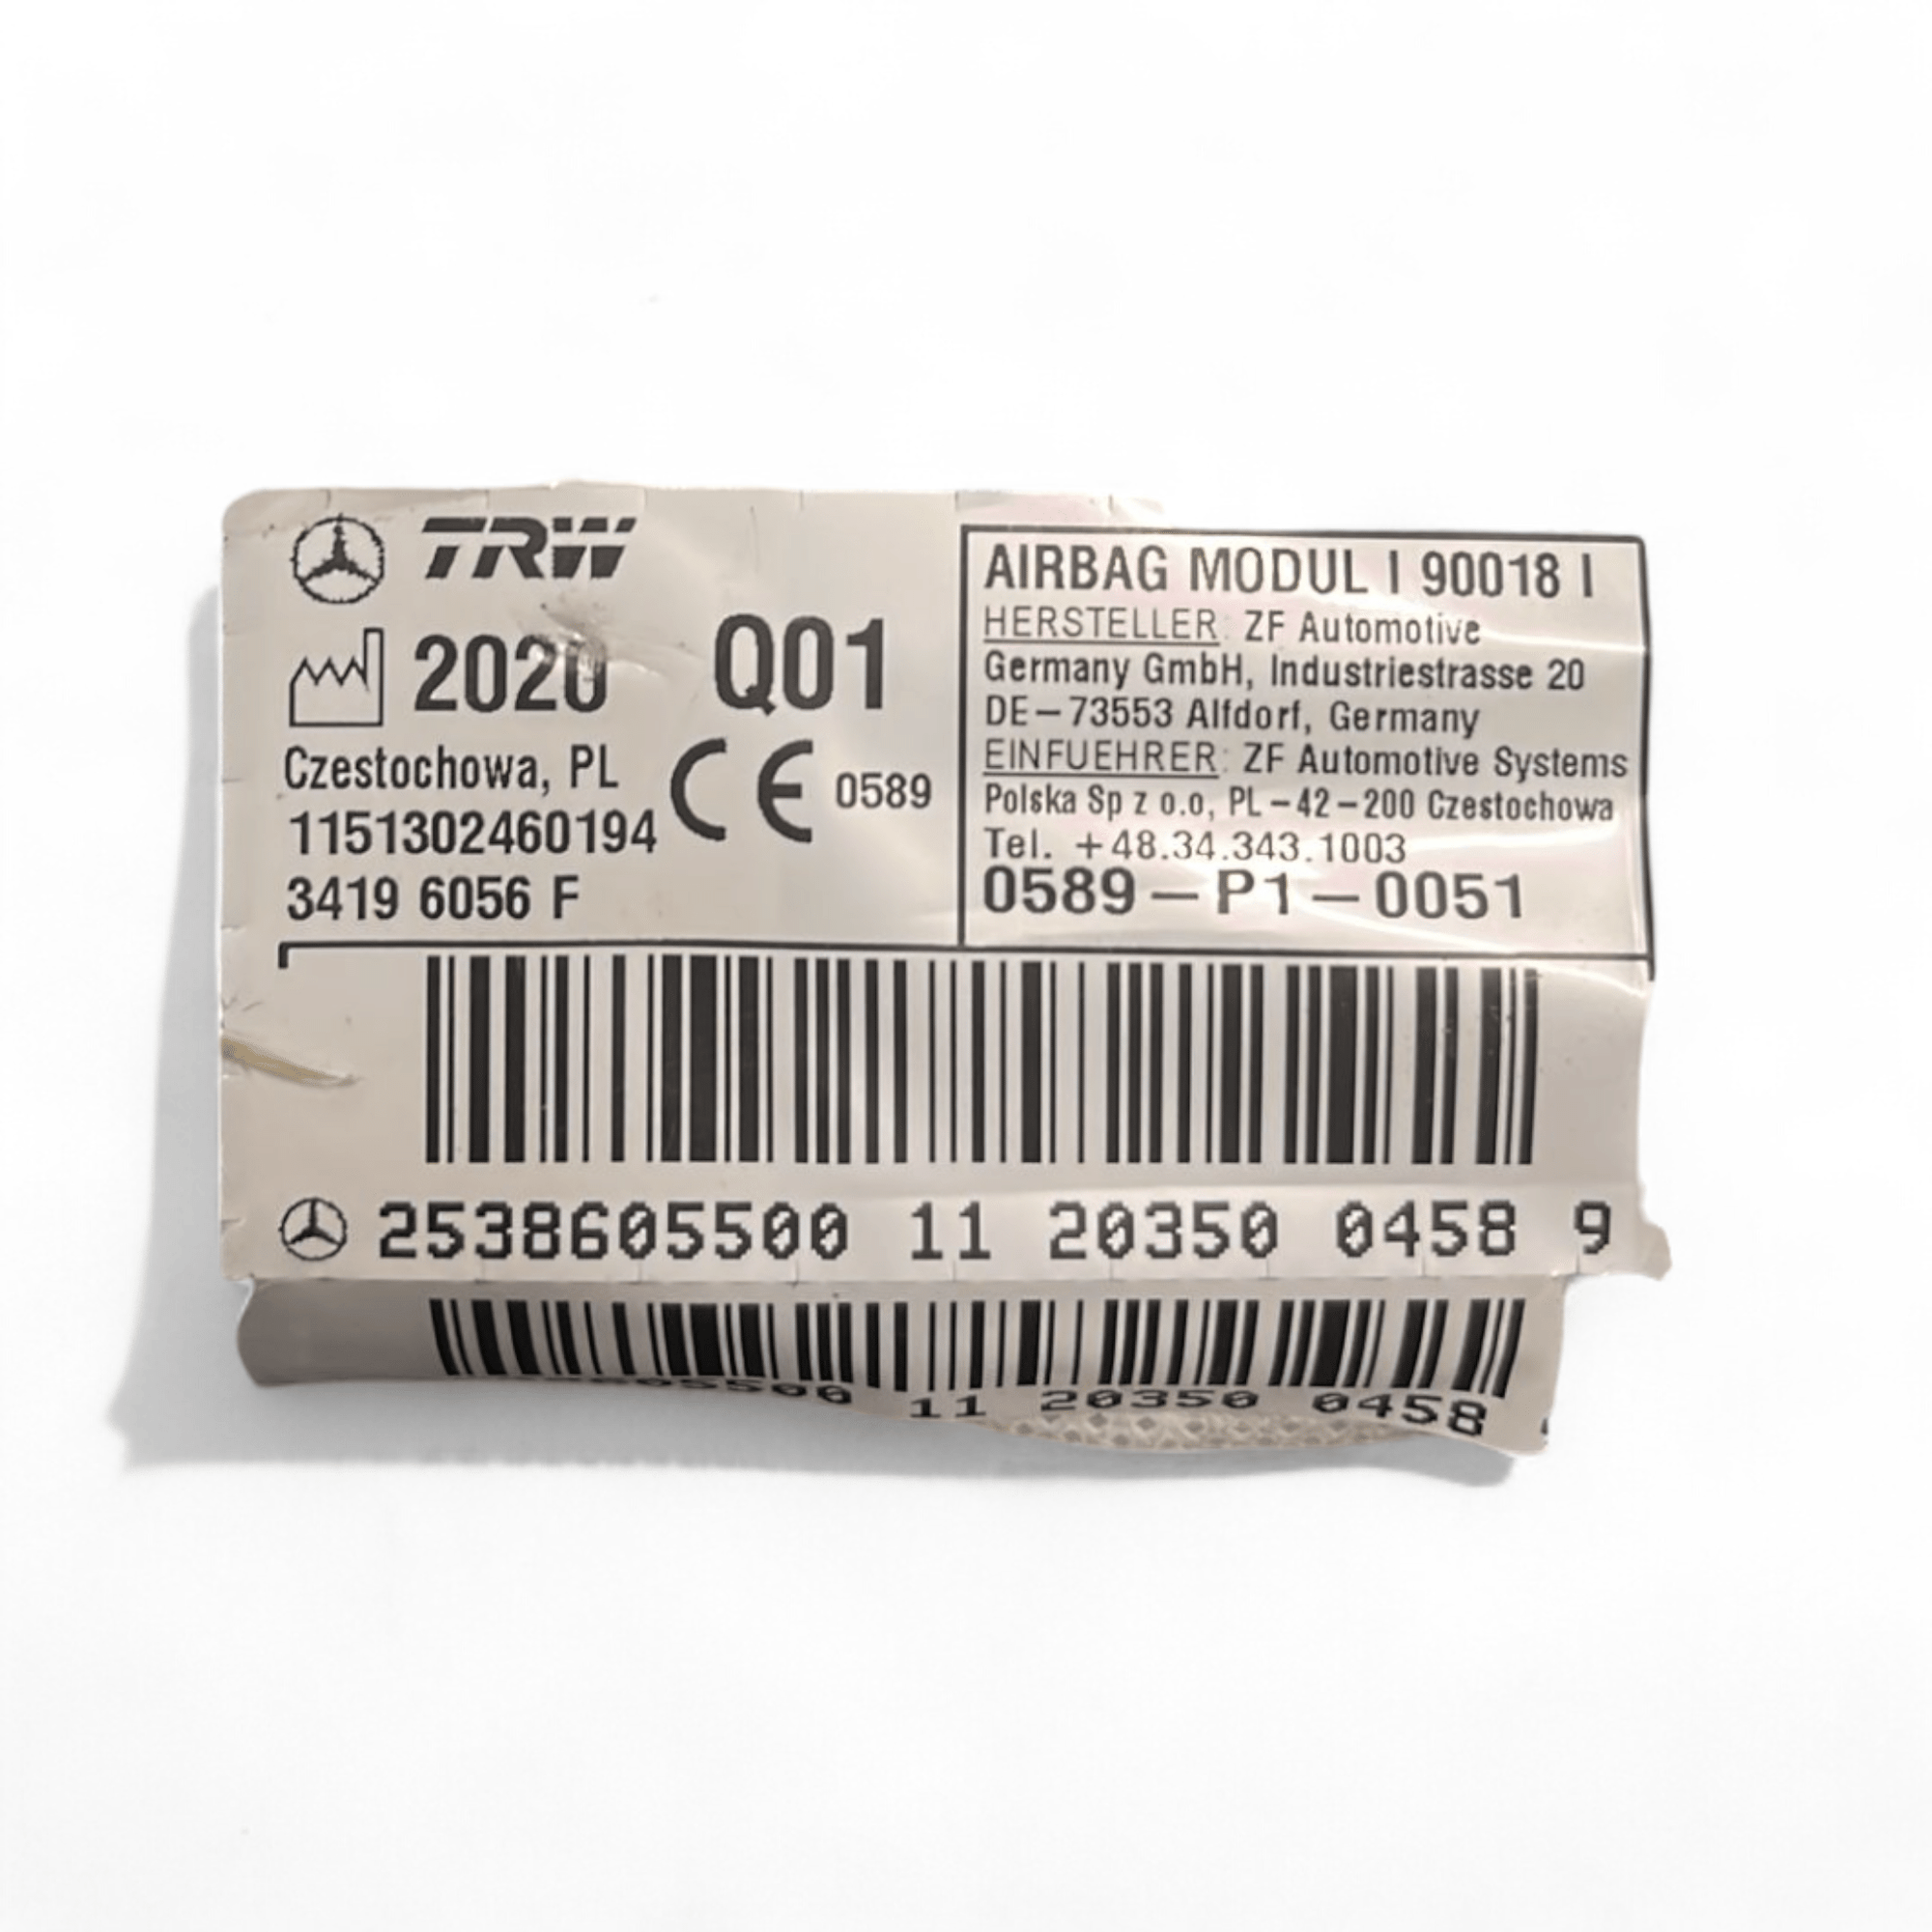 TRW
2020 Q01
Czestochowa, PL
CE 0589
1151302460194
3419 6056 F
AIRBAG MODUL I 90018 I
HERSTELLER: ZF Automotive
Germany GmbH, Industriestrasse 20
DE-73553 Alfdorf, Germany
EINFUEHRER: ZF Automotive Systems
Polska Sp z o.o, PL-42-200 Czestochowa
Tel. +48.34.343.1003
0589-P1-0051
2538605500 11 20350 0458 9
11 20350 0458